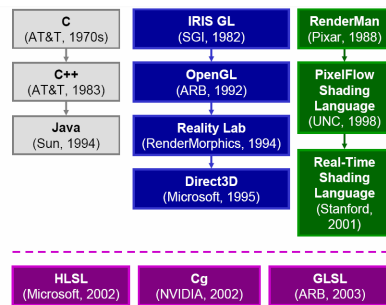 C
(AT&T, 1970s)
C++
(AT&T, 1983)
Java
(Sun, 1994)
IRIS GL
(SGI, 1982)
OpenGL
(ARB, 1992)
Reality Lab
(RenderMorphics, 1994)
Direct3D
(Microsoft, 1995)
RenderMan
(Pixar, 1988)
PixelFlow
Shading
Language
(UNC, 1998)
Real-Time
Shading
Language
(Stanford,
2001)
HLSL
(Microsoft, 2002)
Cg
(NVIDIA, 2002)
GLSL
(ARB, 2003)